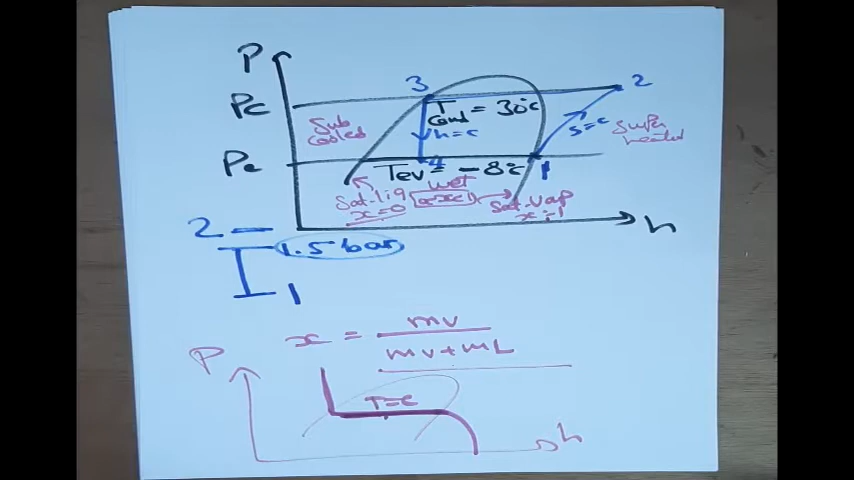 P
3
2
Pc
T cond = 30°C
Sub cooled
h=c
s=c
Super heated
Pe
4
Tev = -8°C
1
Sat. liq
x=0
wet
0<x<1
Sat. vap
x=1
h
2
1.5 bar
1
x = mv / mv + mL
P
T=c
h